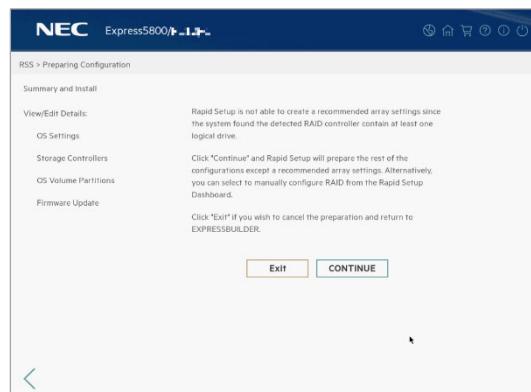 NEC Express5800/
RSS > Preparing Configuration
Summary and Install
View/Edit Details:
OS Settings
Storage Controllers
OS Volume Partitions
Firmware Update
Rapid Setup is not able to create a recommended array settings since
the system found the detected RAID controller contain at least one
logical drive.
Click "Continue" and Rapid Setup will prepare the rest of the
configurations except a recommended array settings. Alternatively,
you can select to manually configure RAID from the Rapid Setup
Dashboard.
Click "Exit" if you wish to cancel the preparation and return to
EXPRESSBUILDER.
Exit CONTINUE